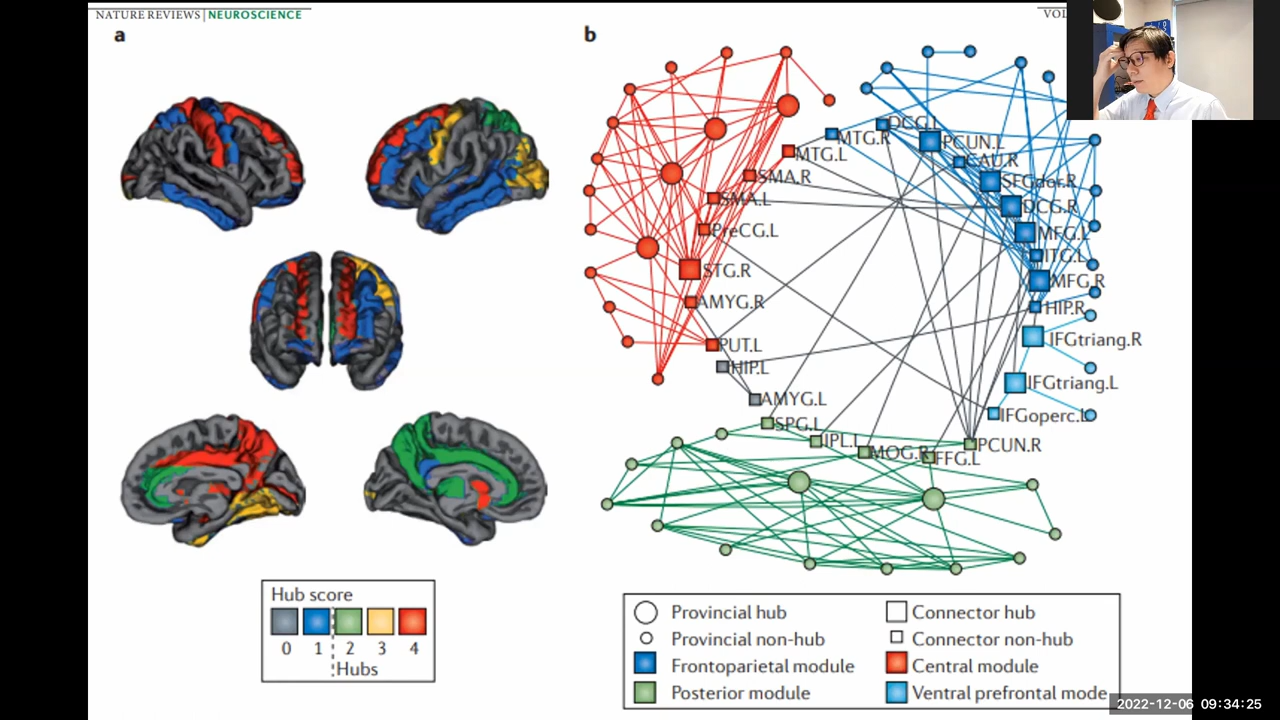 NATURE REVIEWS | NEUROSCIENCE
VOL
a
b
DCG.L
MTG.R
PCUN.L
MTG.L
CAU.R
SMA.R
SFGdor.R
SMA.L
DCG.R
PreCG.L
MFG.L
ITG.L
STG.R
MFG.R
AMYG.R
HIP.R
IFGtriang.R
PUT.L
HIP.L
IFGtriang.L
AMYG.L
IFGoperc.L
SPG.L
IPL.L
PCUN.R
MOG.R
FFG.L
Hub score
0 1 2 3 4
Hubs
Provincial hub
Connector hub
Provincial non-hub
Connector non-hub
Frontoparietal module
Central module
Posterior module
Ventral prefrontal mode
2022-12-06 09:34:25